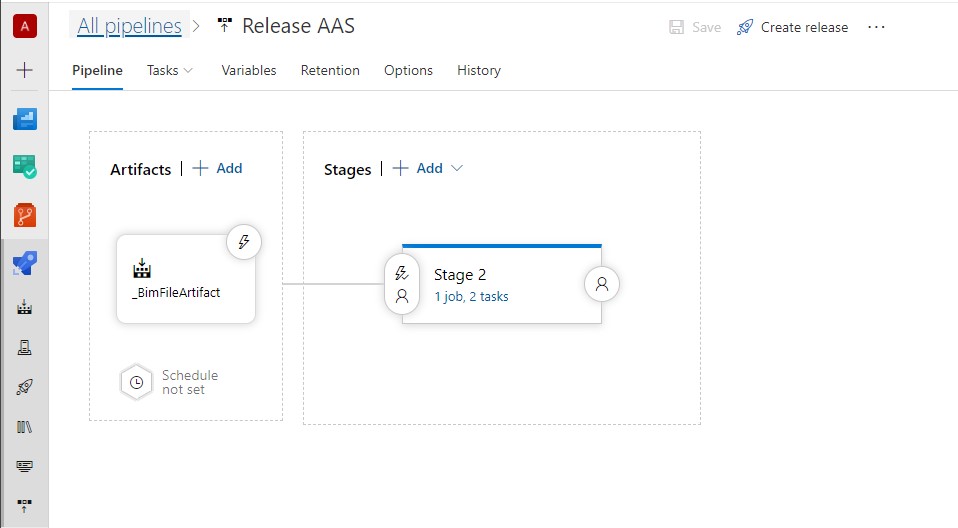 A
All pipelines > Release AAS
Save Create release ...
Pipeline Tasks Variables Retention Options History
Artifacts | + Add
Stages | + Add
_BimFileArtifact
Stage 2
1 job, 2 tasks
Schedule
not set